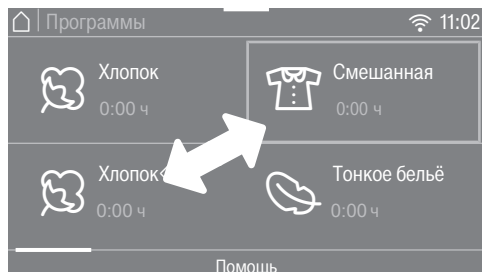 Программы 11:02
Хлопок Смешанная
0:00 ч 0:00 ч
Хлопок Тонкое бельё
0:00 ч 0:00 ч
Помощь